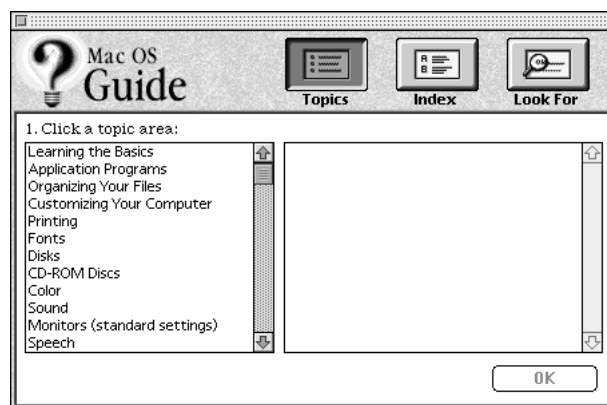 Mac OS
Guide
Topics
Index
Look For
1. Click a topic area:
Learning the Basics
Application Programs
Organizing Your Files
Customizing Your Computer
Printing
Fonts
Disks
CD-ROM Discs
Color
Sound
Monitors (standard settings)
Speech
OK